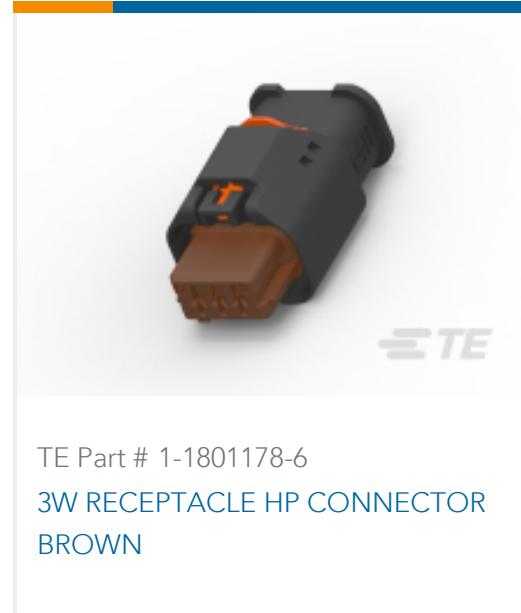 TE
TE Part # 1-1801178-6
3W RECEPTACLE HP CONNECTOR
BROWN